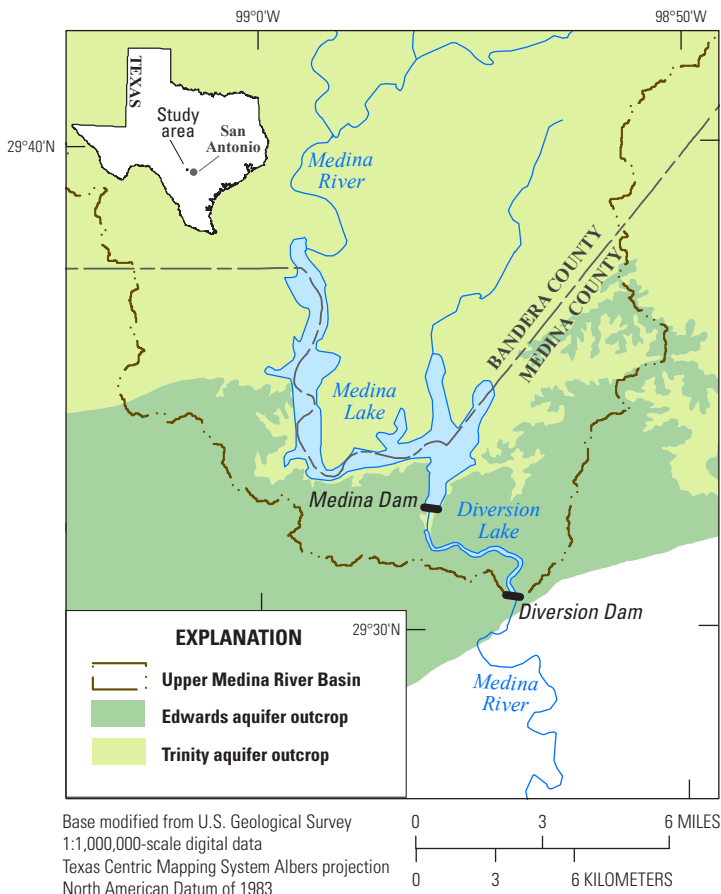 99°0'W
98°50'W
TEXAS
Study
area
San
Antonio
29°40'N
Medina
River
BANDERA COUNTY
MEDINA COUNTY
Medina
Lake
Medina Dam
Diversion
Lake
Diversion Dam
29°30'N
Medina
River
EXPLANATION
Upper Medina River Basin
Edwards aquifer outcrop
Trinity aquifer outcrop
Base modified from U.S. Geological Survey
1:1,000,000-scale digital data
Texas Centric Mapping System Albers projection
North American Datum of 1983
0 3 6 MILES
0 3 6 KILOMETERS